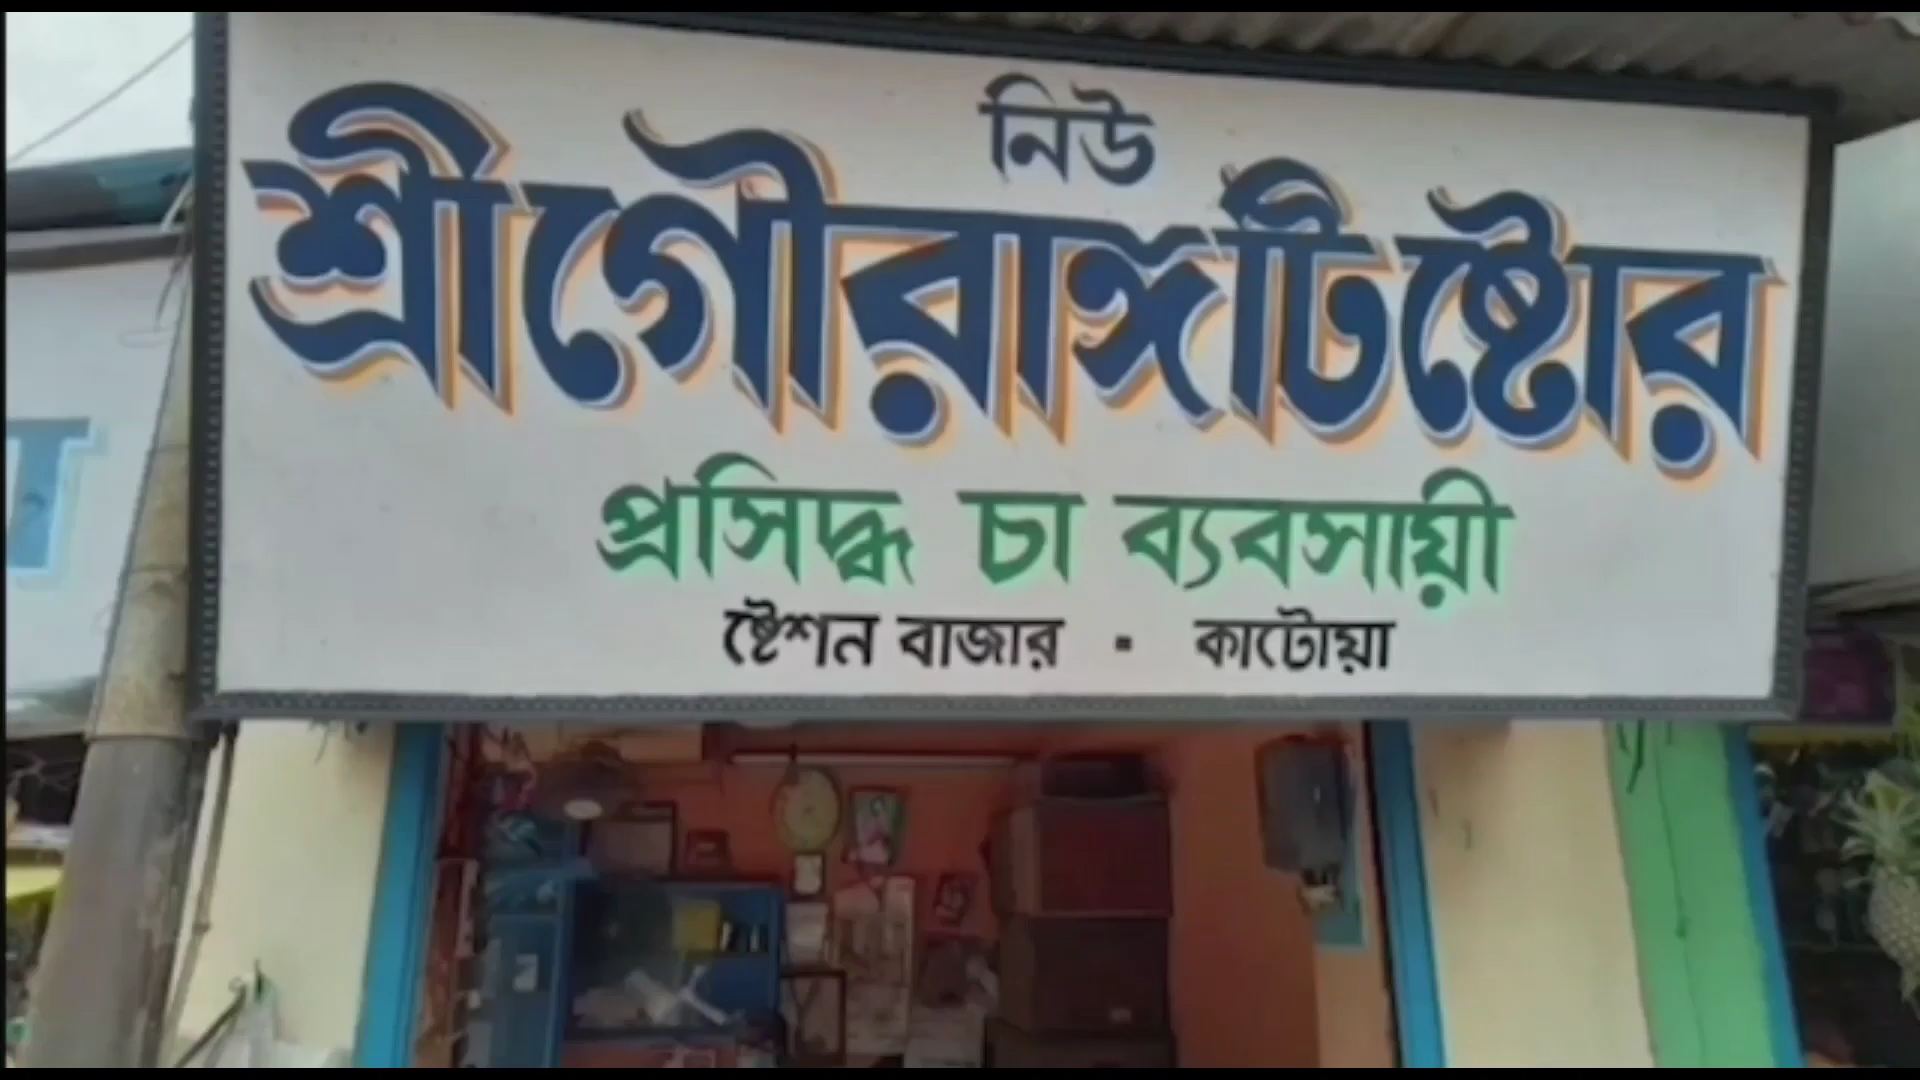 নিউ
শ্রীগৌরাঙ্গ টি ষ্টোর
প্রসিদ্ধ চা ব্যবসায়ী
ষ্টেশন বাজার ▪ কাটোয়া